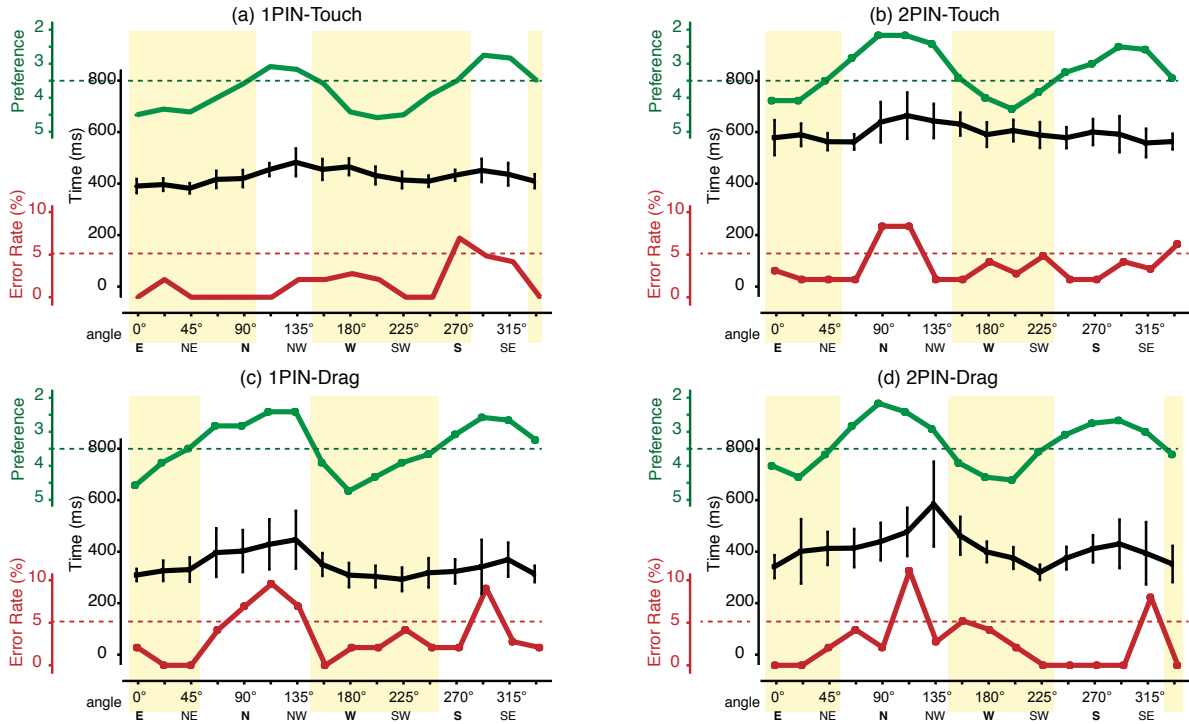 (a) 1PIN-Touch
2
3
4
5
Preference
800
600
400
200
0
Time (ms)
10
5
0
Error Rate (%)
angle
0° 45° 90° 135° 180° 225° 270° 315°
E NE N NW W SW S SE
(b) 2PIN-Touch
2
3
4
5
Preference
800
600
400
200
0
Time (ms)
10
5
0
Error Rate (%)
angle
0° 45° 90° 135° 180° 225° 270° 315°
E NE N NW W SW S SE
(c) 1PIN-Drag
2
3
4
5
Preference
800
600
400
200
0
Time (ms)
10
5
0
Error Rate (%)
angle
0° 45° 90° 135° 180° 225° 270° 315°
E NE N NW W SW S SE
(d) 2PIN-Drag
2
3
4
5
Preference
800
600
400
200
0
Time (ms)
10
5
0
Error Rate (%)
angle
0° 45° 90° 135° 180° 225° 270° 315°
E NE N NW W SW S SE